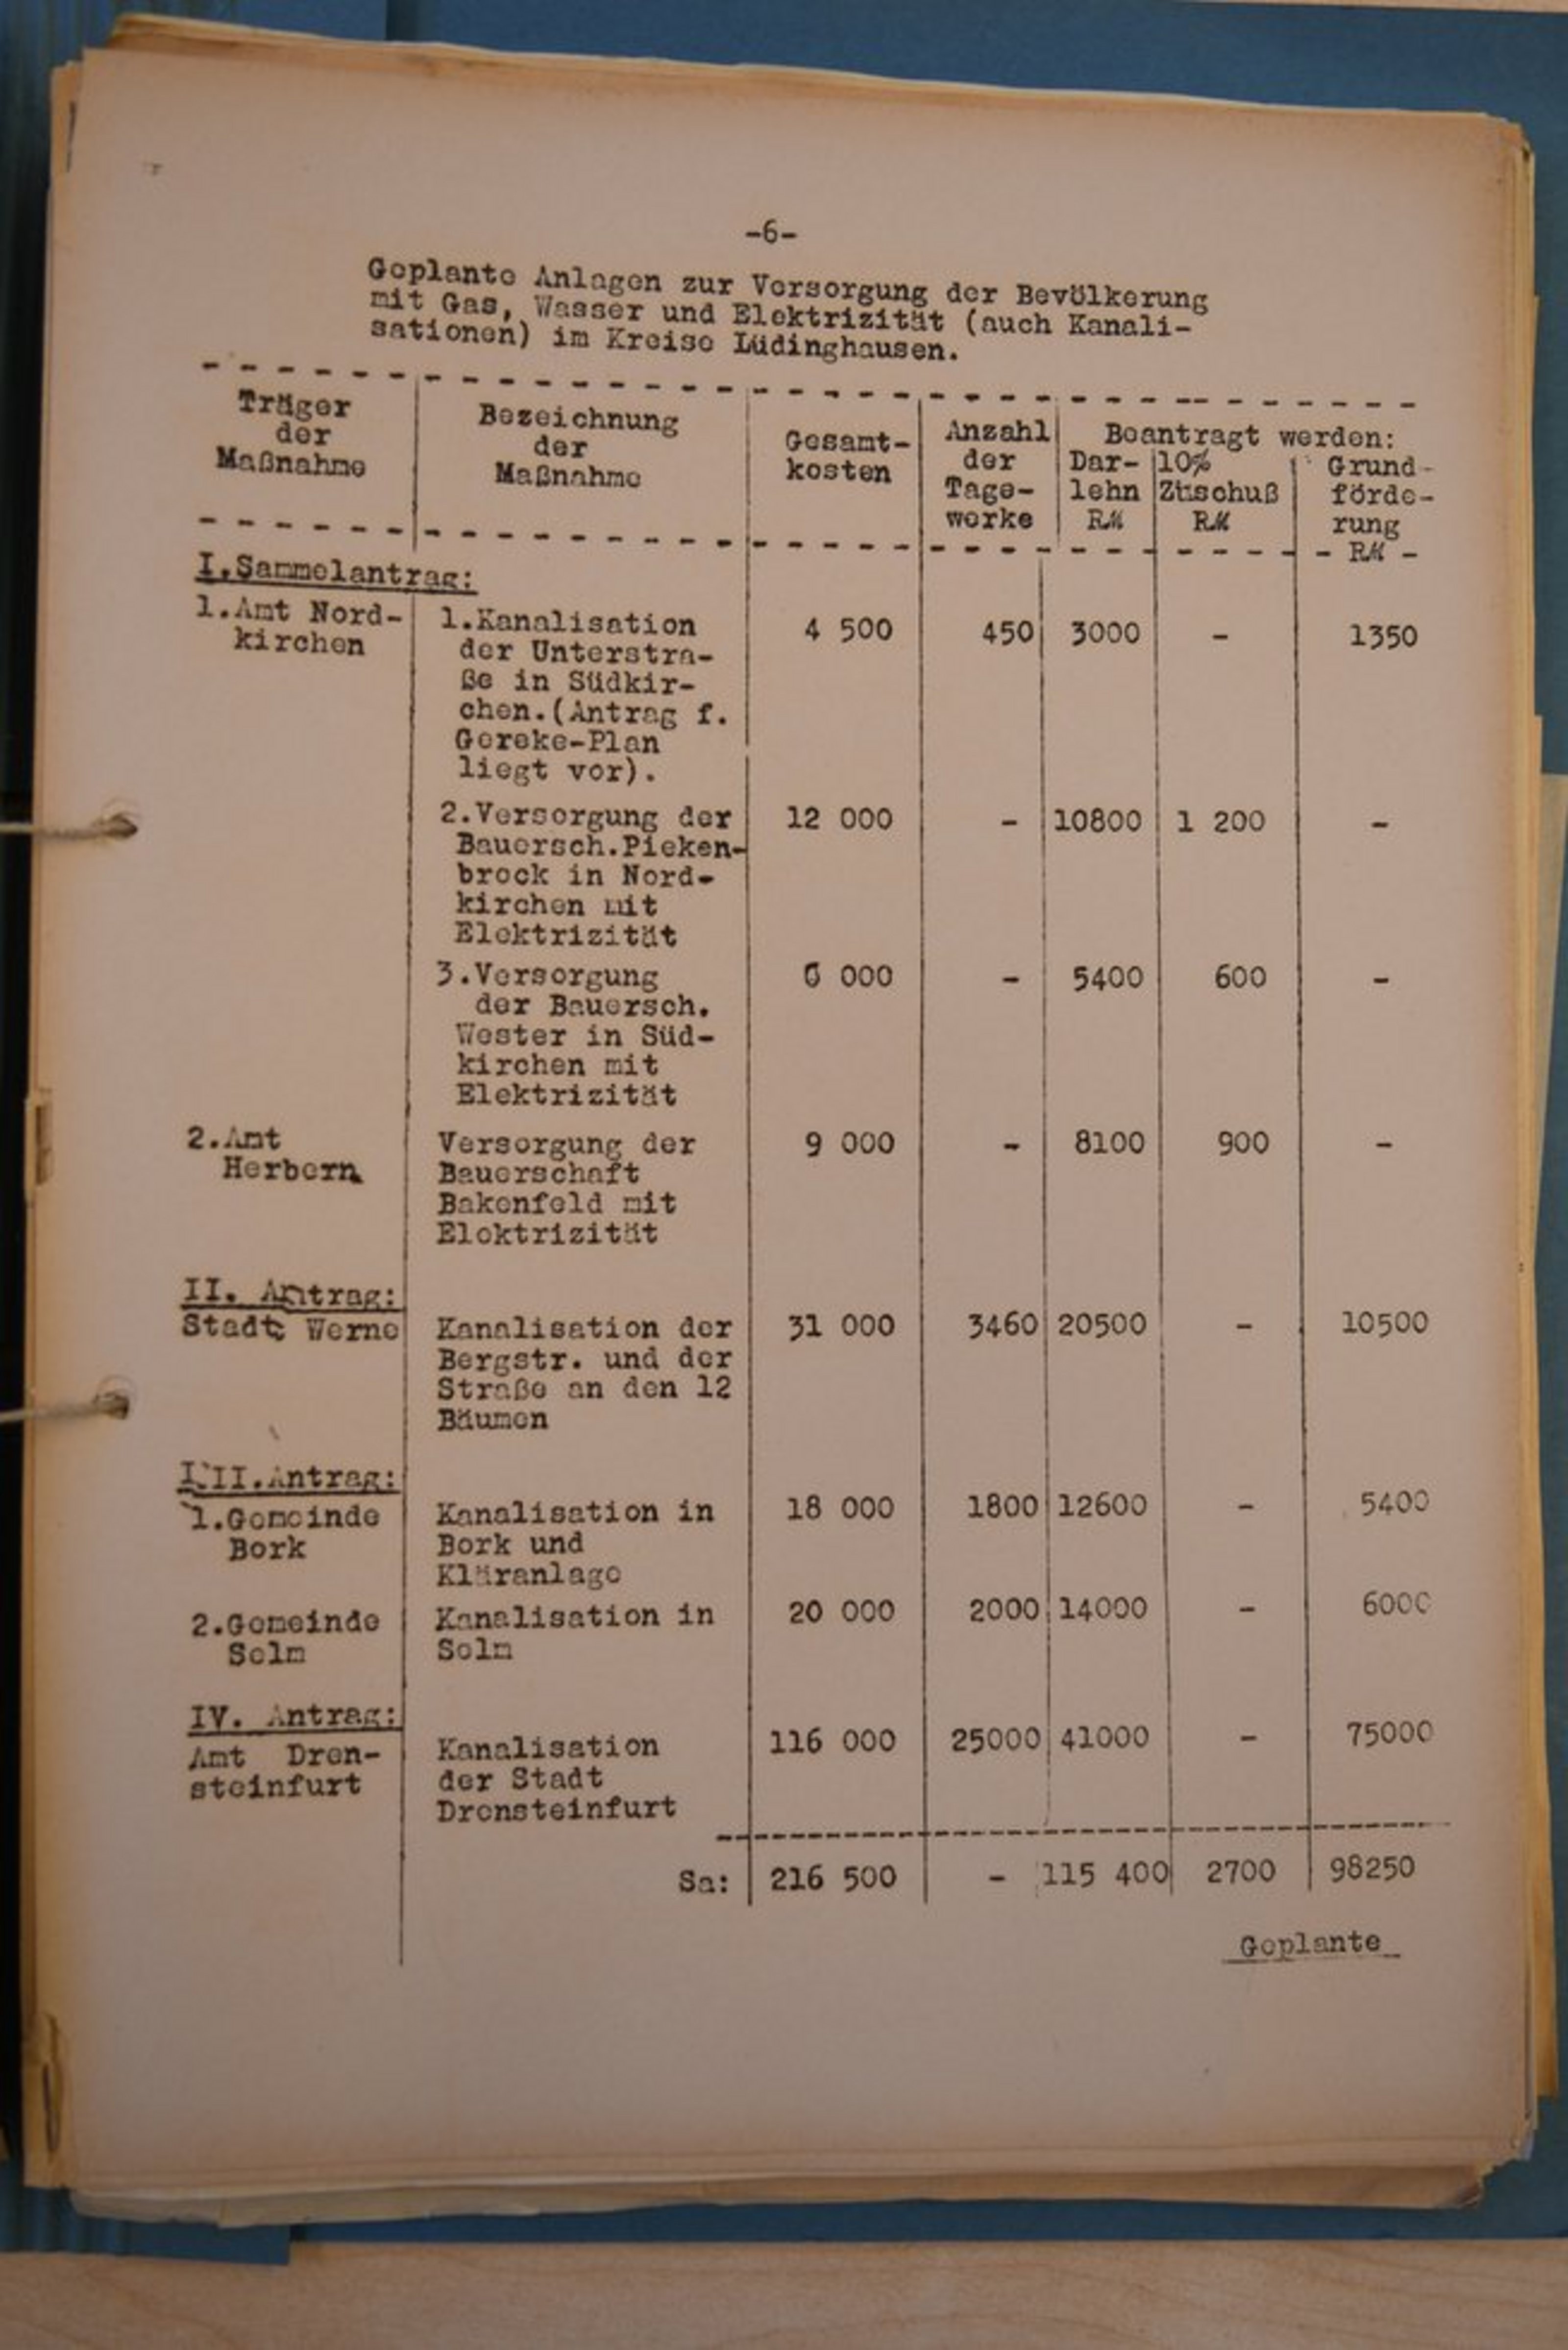 -6-
Geplante Anlagen zur Versorgung der Bevölkerung
mit Gas, Wasser und Elektrizität (auch Kanali-
sationen) im Kreise Lüdinghausen.
Träger der Maßnahme | Bezeichnung der Maßnahme | Gesamt-kosten | Anzahl der Tage-werke | Beantragt werden: Dar-lehn RM | 10% Züschuß RM | Grund-förde-rung RM
I.Sammelantrag:
1.Amt Nord- 1.Kanalisation 4 500 450 3000 - 1350
kirchen der Unterstra-
ße in Südkir-
chen.(Antrag f.
Gereke-Plan
liegt vor).
2.Versorgung der 12 000 - 10800 1 200 -
Bauersch.Pieken-
brock in Nord-
kirchen mit
Elektrizität
3.Versorgung 6 000 - 5400 600 -
der Bauersch.
Wester in Süd-
kirchen mit
Elektrizität
2.Amt Versorgung der 9 000 - 8100 900 -
Herbern Bauerschaft
Bakenfeld mit
Elektrizität
II. Antrag:
Stadt Werne Kanalisation der 31 000 3460 20500 - 10500
Bergstr. und der
Straße an den 12
Bäumen
III.Antrag:
1.Gemeinde Kanalisation in 18 000 1800 12600 - 5400
Bork Bork und
Kläranlage
2.Gemeinde Kanalisation in 20 000 2000 14000 - 6000
Selm Selm
IV. Antrag:
Amt Dren- Kanalisation 116 000 25000 41000 - 75000
steinfurt der Stadt
Drensteinfurt
Sa: 216 500 - 115 400 2700 98250
Geplante